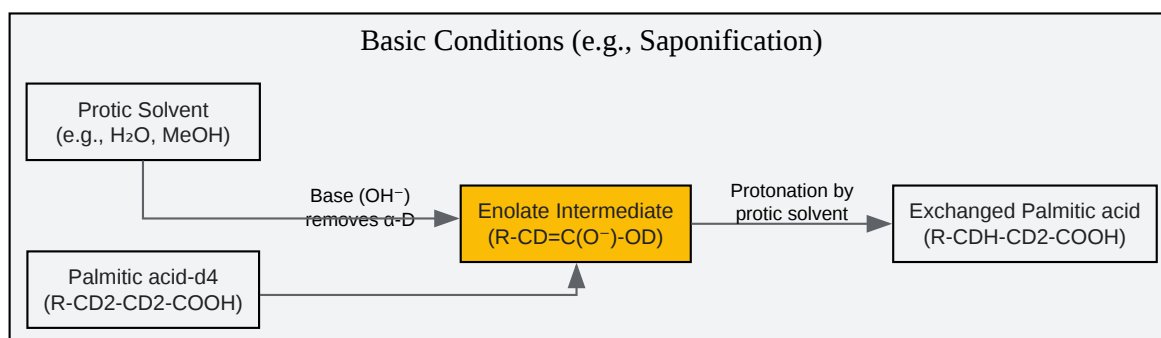 Basic Conditions (e.g., Saponification)
Protic Solvent
(e.g., H₂O, MeOH)
Base (OH⁻)
removes α-D
Enolate Intermediate
(R-CD=C(O⁻)-OD)
Protonation by
protic solvent
Exchanged Palmitic acid
(R-CDH-CD2-COOH)
Palmitic acid-d4
(R-CD2-CD2-COOH)